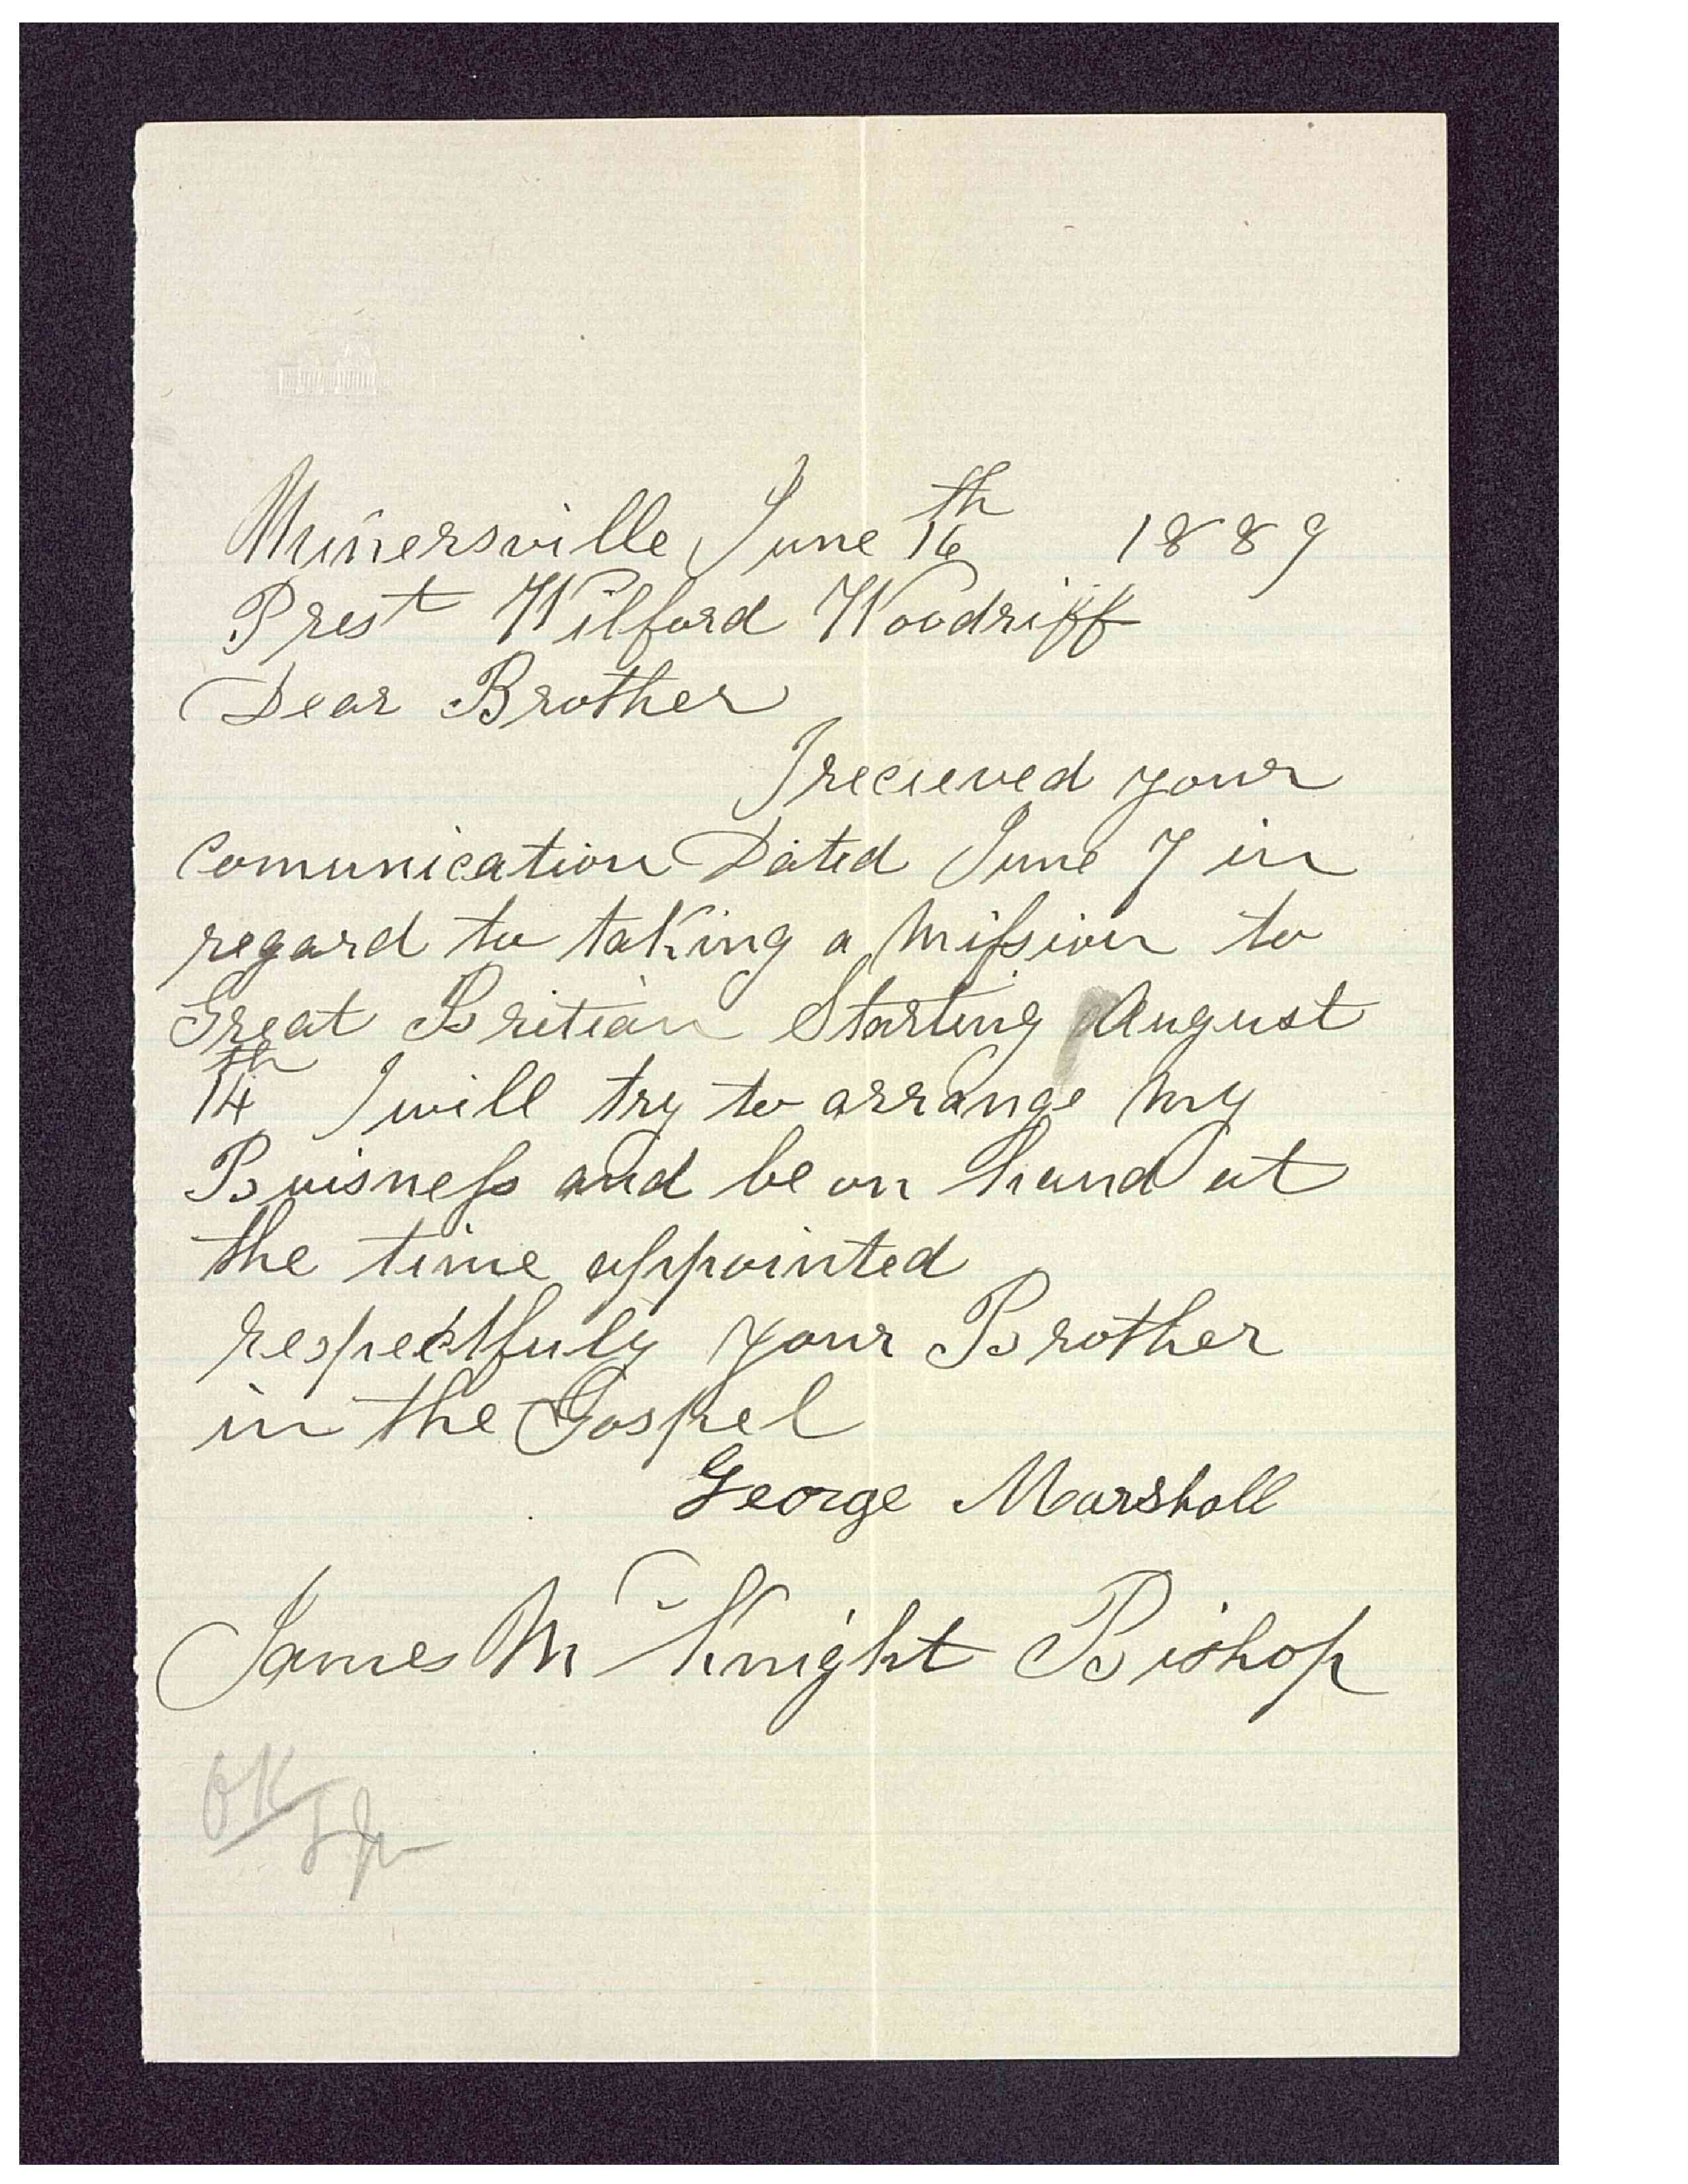 Minersville June 16th 1889
Prest Wilford Woodriff
Dear Brother
I recieved your
comunication Dated June 7 in
regard to taking a Mission to
Great Britian Starting August
14th I will try to arrange my
Buisness and be on hand at
the time appointed
respectfuly your Brother
in the Gospel
George Marshall
James McKnight Bishop
OK